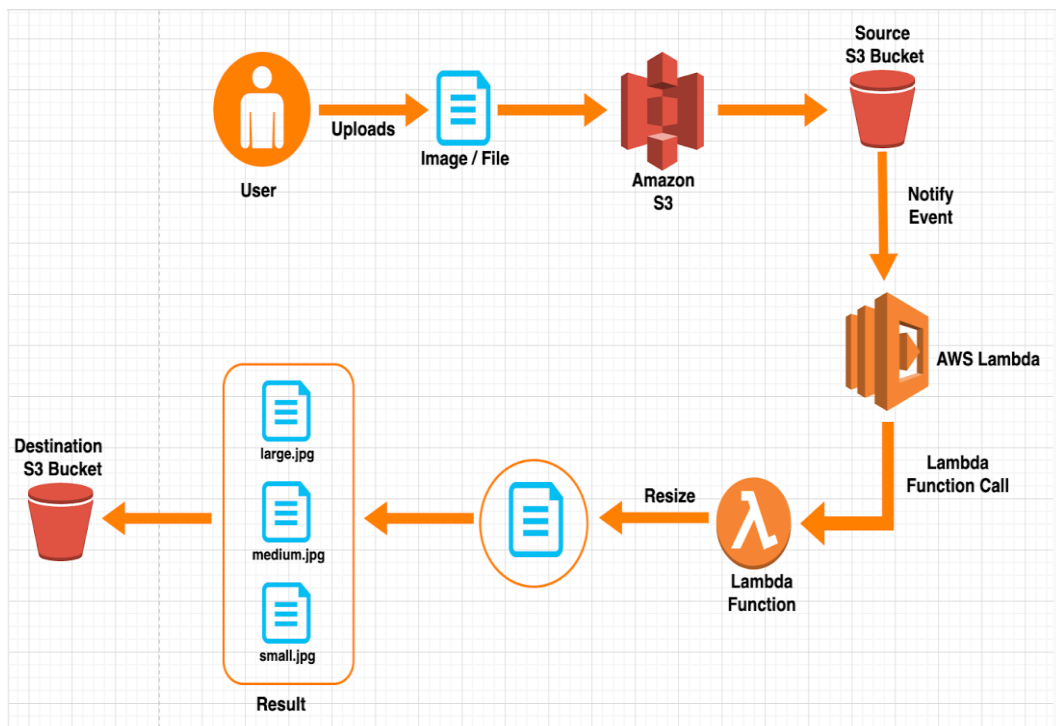 Source
S3 Bucket
Uploads
Image / File
User
Amazon
S3
Notify
Event
AWS Lambda
Lambda
Function Call
Lambda
Function
Resize
large.jpg
medium.jpg
small.jpg
Result
Destination
S3 Bucket